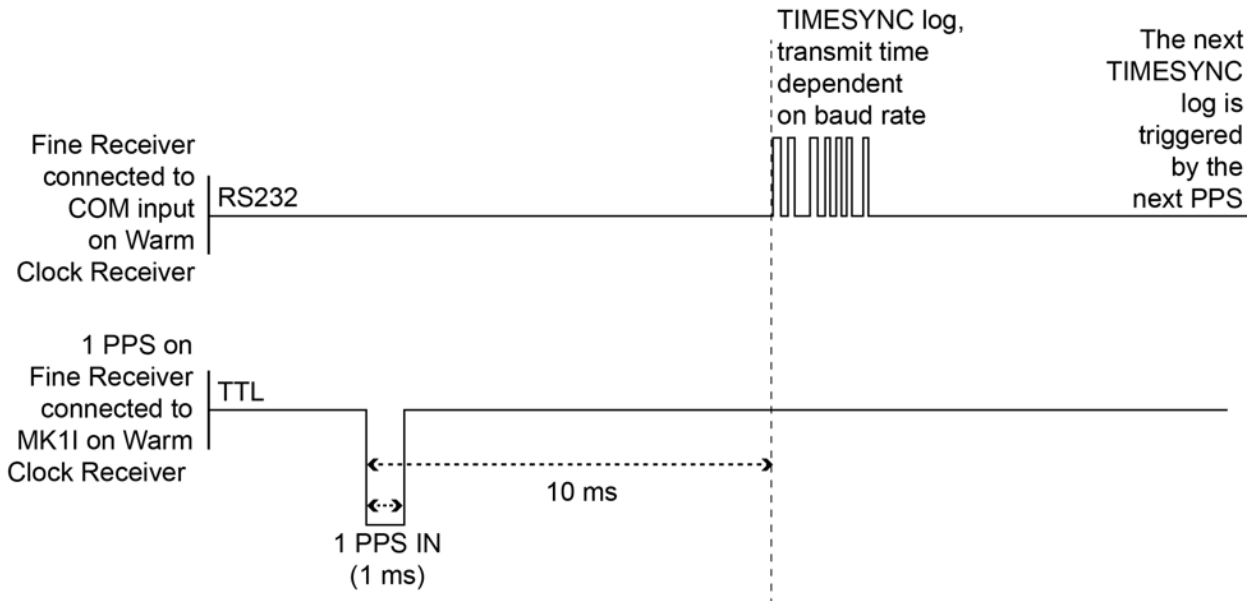 TIMESYNC log,
transmit time
dependent
on baud rate
The next
TIMESYNC
log is
triggered
by the
next PPS
Fine Receiver
connected to
COM input
on Warm
Clock Receiver
RS232
1 PPS on
Fine Receiver
connected to
MK1I on Warm
Clock Receiver
TTL
10 ms
1 PPS IN
(1 ms)